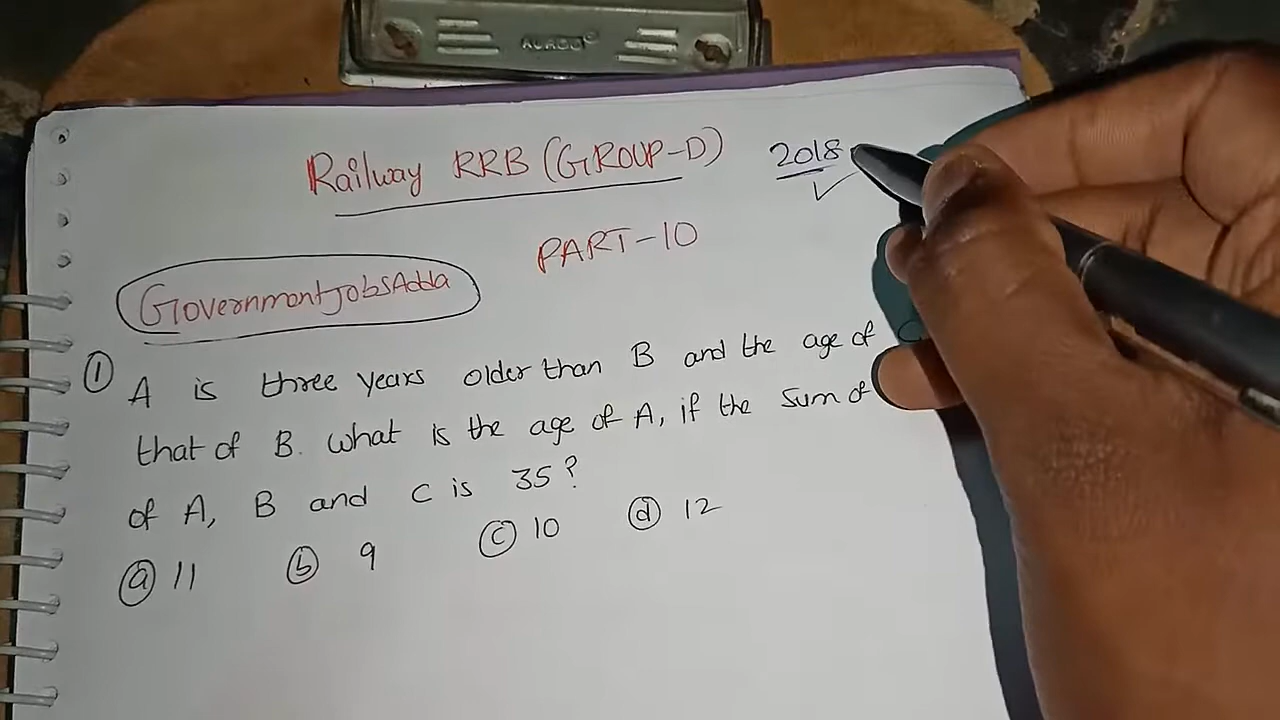 Railway RRB (GROUP-D) 2018
PART-10
GovernmentJobsAdda
① A is three years older than B and the age of C
that of B. what is the age of A, if the sum of
of A, B and C is 35?
ⓐ 11 ⓑ 9 ⓒ 10 ⓓ 12